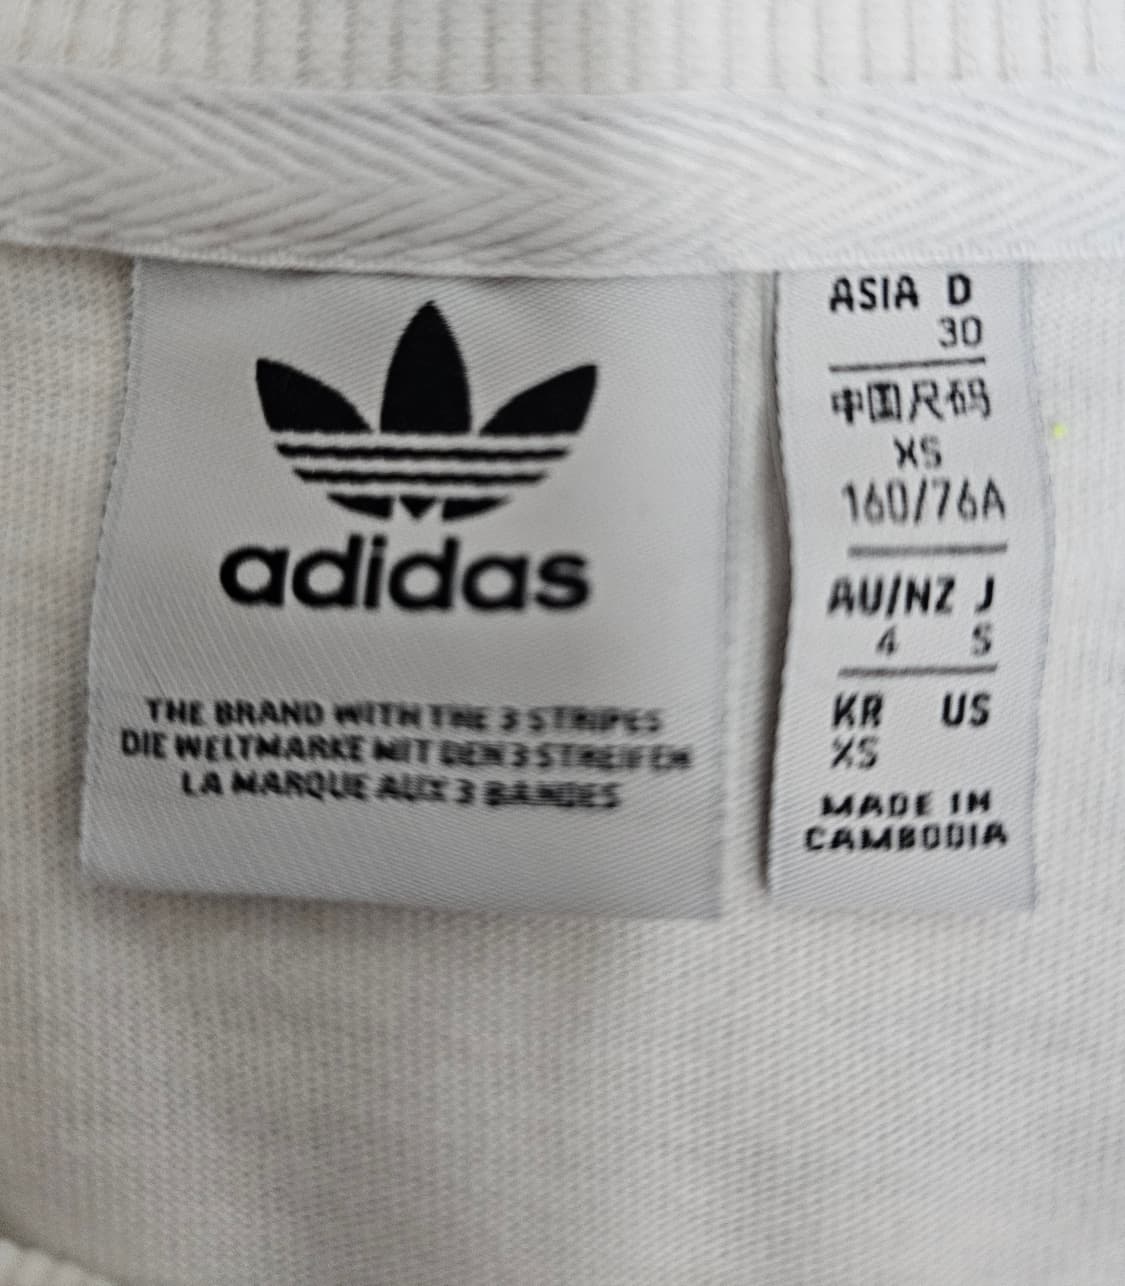 adidas
THE BRAND WITH THE 3 STRIPES
DIE WELTMARKE MIT DEN 3 STREIFEN
LA MARQUE AUX 3 BANDES
ASIA D
30
中国尺码
XS
160/76A
AU/NZ J
4 S
KR US
XS
MADE IN
CAMBODIA